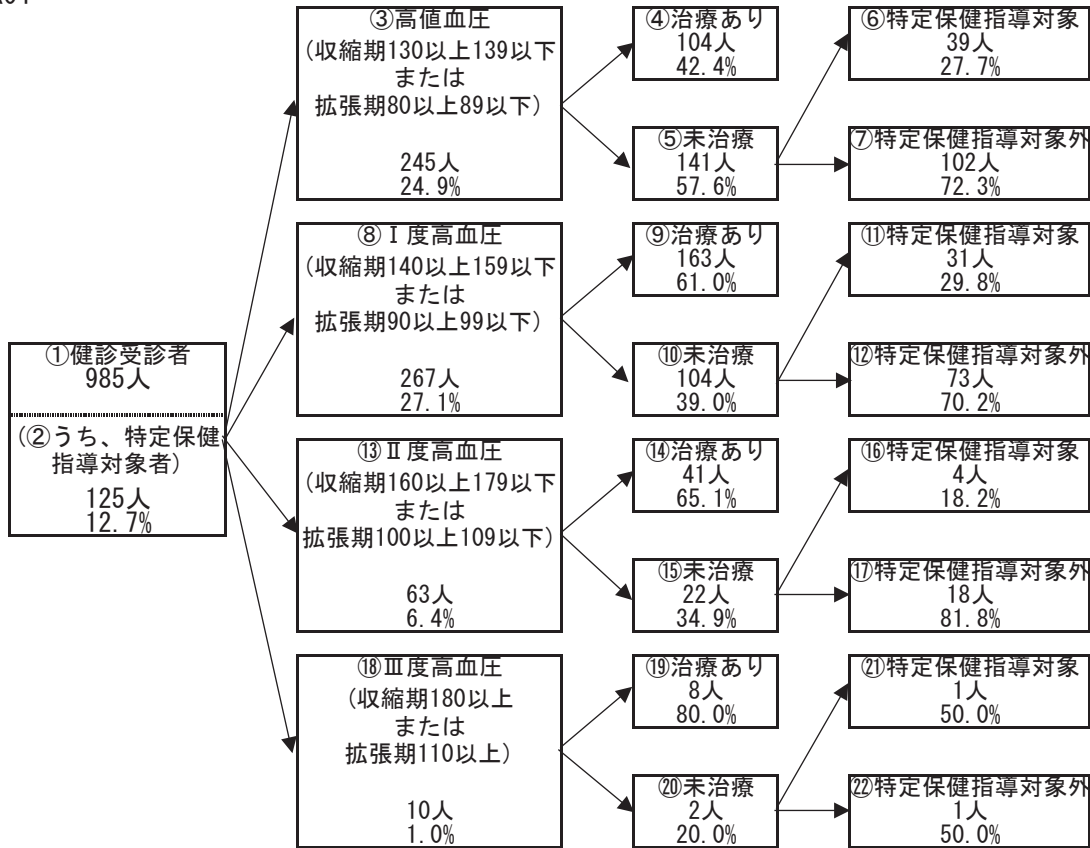 ①健診受診者
985人
(②うち、特定保健
指導対象者)
125人
12.7%
③高値血圧
(収縮期130以上139以下
または
拡張期80以上89以下)
245人
24.9%
④治療あり
104人
42.4%
⑤未治療
141人
57.6%
⑥特定保健指導対象
39人
27.7%
⑦特定保健指導対象外
102人
72.3%
⑧Ⅰ度高血圧
(収縮期140以上159以下
または
拡張期90以上99以下)
267人
27.1%
⑨治療あり
163人
61.0%
⑩未治療
104人
39.0%
⑪特定保健指導対象
31人
29.8%
⑫特定保健指導対象外
73人
70.2%
⑬Ⅱ度高血圧
(収縮期160以上179以下
または
拡張期100以上109以下)
63人
6.4%
⑭治療あり
41人
65.1%
⑮未治療
22人
34.9%
⑯特定保健指導対象
4人
18.2%
⑰特定保健指導対象外
18人
81.8%
⑱Ⅲ度高血圧
(収縮期180以上
または
拡張期110以上)
10人
1.0%
⑲治療あり
8人
80.0%
⑳未治療
2人
20.0%
㉑特定保健指導対象
1人
50.0%
㉒特定保健指導対象外
1人
50.0%